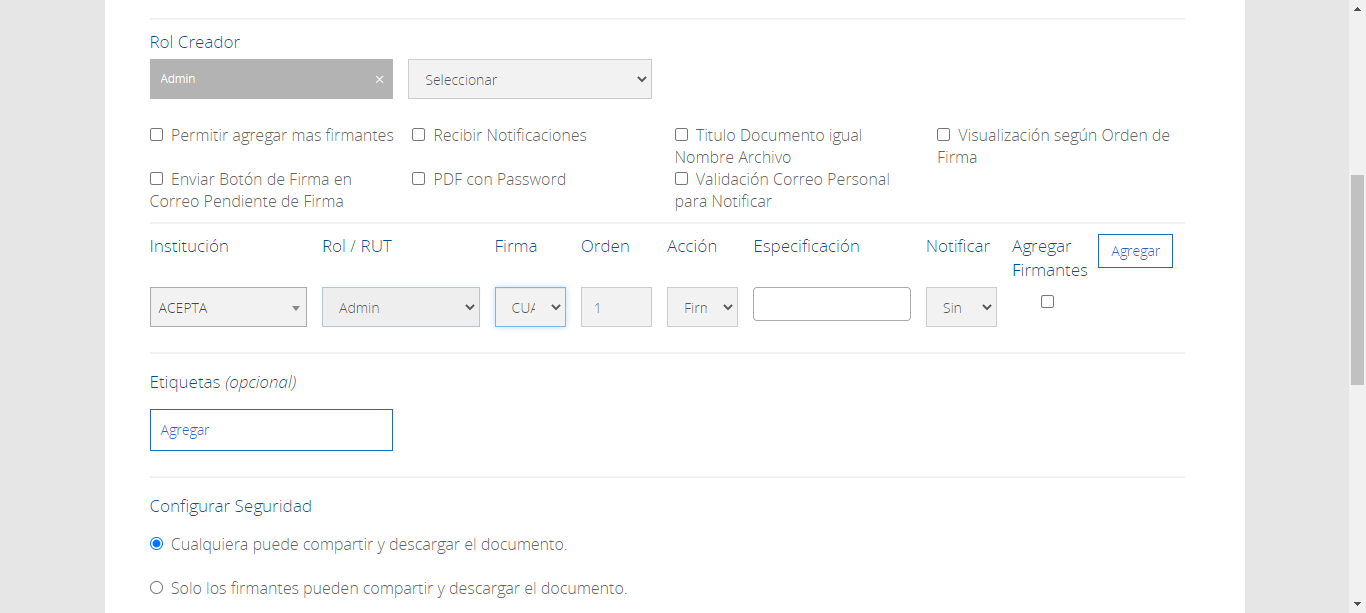 Rol Creador
Admin × Seleccionar
Permitir agregar mas firmantes Recibir Notificaciones Titulo Documento igual Nombre Archivo Visualización según Orden de Firma
Enviar Botón de Firma en Correo Pendiente de Firma PDF con Password Validación Correo Personal para Notificar
Institución Rol / RUT Firma Orden Acción Especificación Notificar Agregar Firmantes Agregar
ACEPTA Admin CUA 1 Firm Sin
Etiquetas (opcional)
Agregar
Configurar Seguridad
Cualquiera puede compartir y descargar el documento.
Solo los firmantes pueden compartir y descargar el documento.